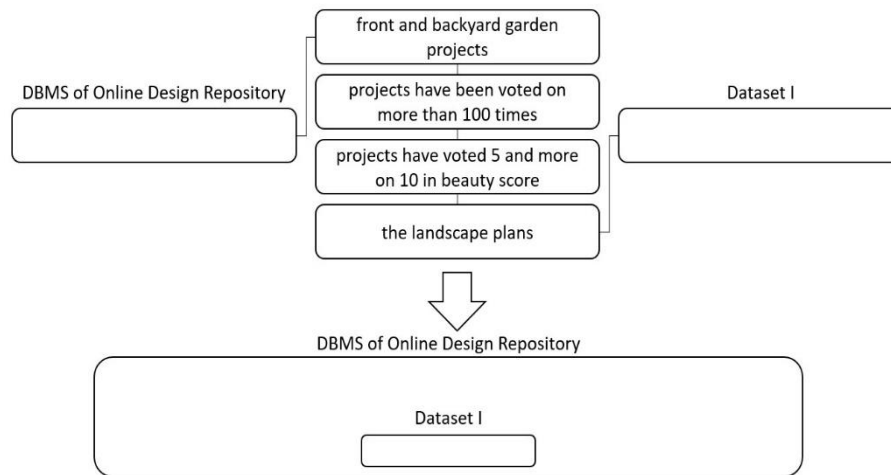 front and backyard garden
projects
DBMS of Online Design Repository
projects have been voted on
more than 100 times
Dataset I
projects have voted 5 and more
on 10 in beauty score
the landscape plans
DBMS of Online Design Repository
Dataset I